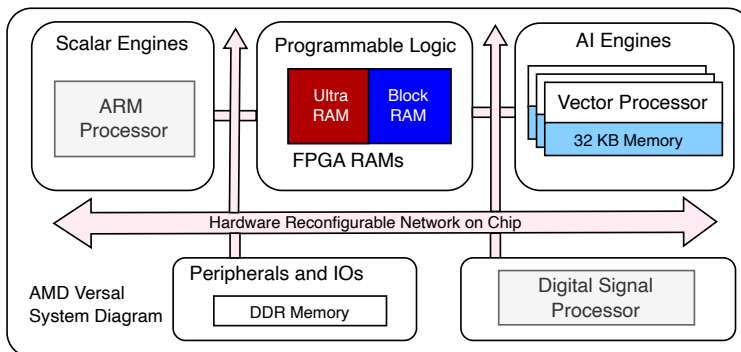 Scalar Engines
ARM
Processor
Programmable Logic
Ultra
RAM
Block
RAM
FPGA RAMs
AI Engines
Vector Processor
32 KB Memory
Hardware Reconfigurable Network on Chip
AMD Versal
System Diagram
Peripherals and IOs
DDR Memory
Digital Signal
Processor